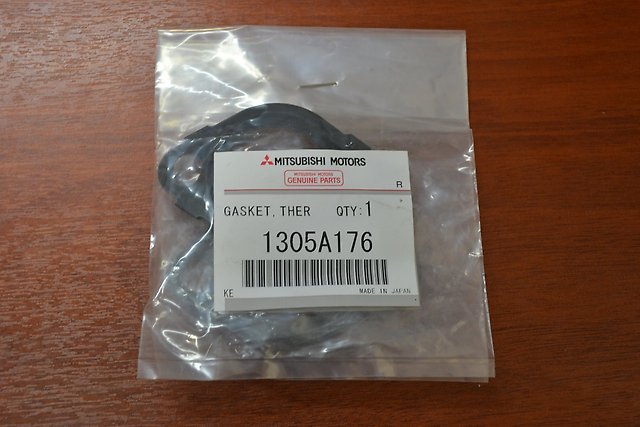 MITSUBISHI MOTORS
MITSUBISHI MOTORS
GENUINE PARTS
R
GASKET, THER QTY:1
1305A176
KE MADE IN JAPAN